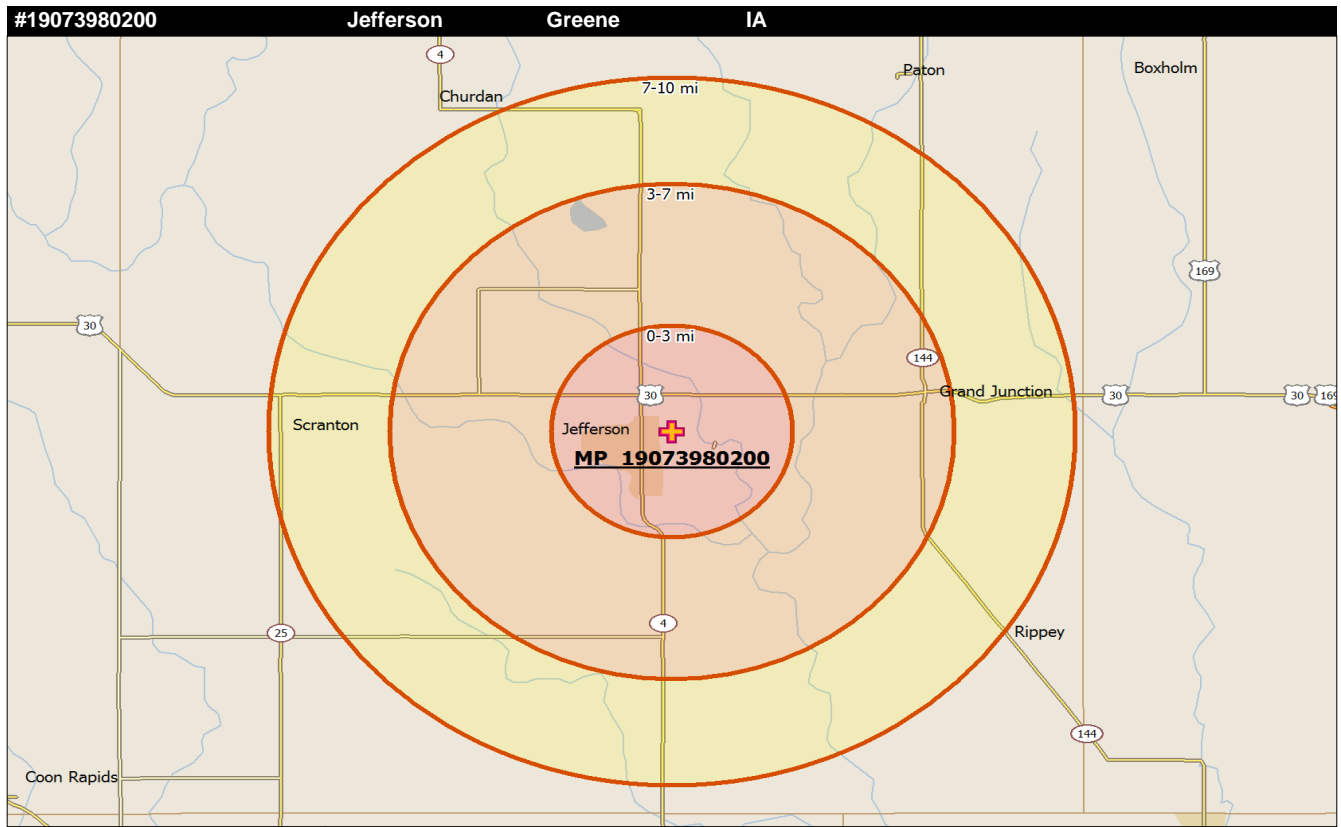 #19073980200 Jefferson Greene IA
4
Paton
Boxholm
7-10 mi
Churdan
3-7 mi
169
30
0-3 mi
144
30
Grand Junction
30
30
169
Scranton
Jefferson
MP 19073980200
4
25
Rippey
144
Coon Rapids